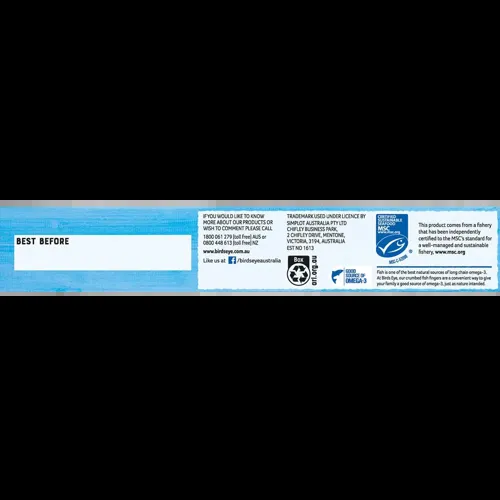 BEST BEFORE
IF YOU WOULD LIKE TO KNOW
MORE ABOUT OUR PRODUCTS OR
WISH TO COMMENT PLEASE CALL
1800 061 279 (toll free) AUS or
0800 448 613 (toll free) NZ
www.birdseye.com.au
Like us at f/birdseyeaustralia
TRADEMARK USED UNDER LICENCE BY
SIMPLOT AUSTRALIA PTY LTD
CHIFLEY BUSINESS PARK,
2 CHIFLEY DRIVE, MENTONE,
VICTORIA, 3194, AUSTRALIA
EST NO 1613
Box
arl.org.au
GOOD
SOURCE OF
OMEGA-3
CERTIFIED
SUSTAINABLE
SEAFOOD
MSC
www.msc.org
This product comes from a fishery
that has been independently
certified to the MSC's standard for
a well-managed and sustainable
fishery, www.msc.org
Fish is one of the best natural sources of long chain omega-3.
At Birds Eye, our crumbed fish fingers are a convenient way to give
your family a good source of omega-3, just as nature intended.